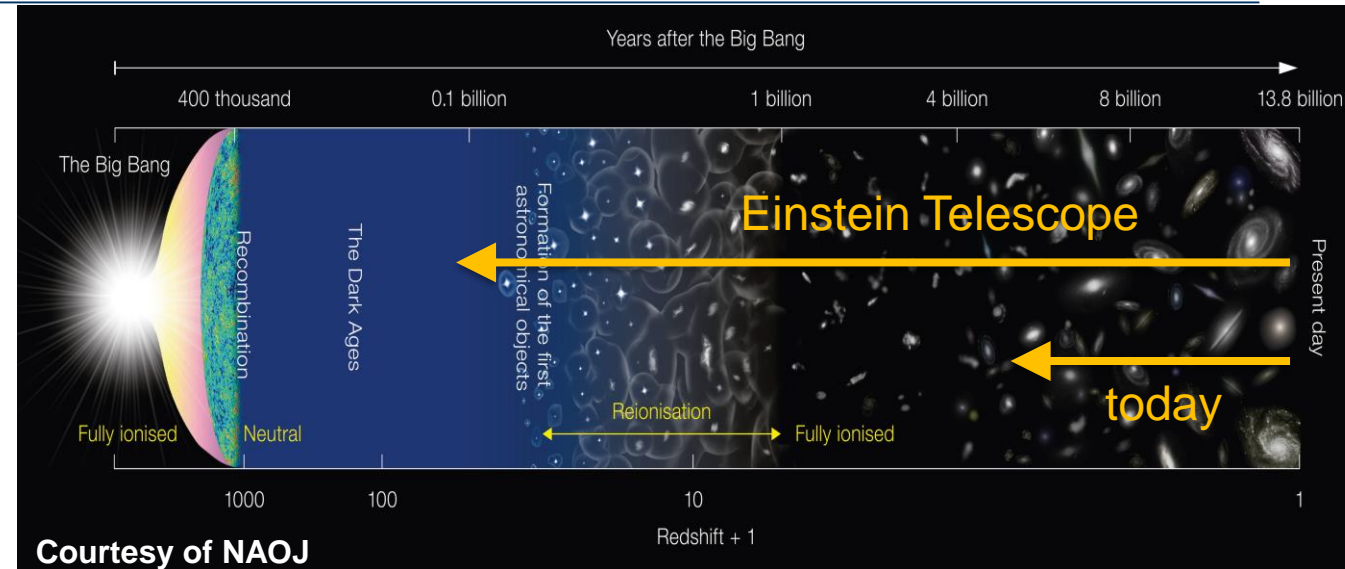 Years after the Big Bang
400 thousand
0.1 billion
1 billion
4 billion
8 billion
13.8 billion
The Big Bang
Recombination
The Dark Ages
Formation of the first
astronomical objects
Einstein Telescope
Present day
today
Reionisation
Fully ionised
Neutral
Fully ionised
1000
100
10
1
Redshift + 1
Courtesy of NAOJ